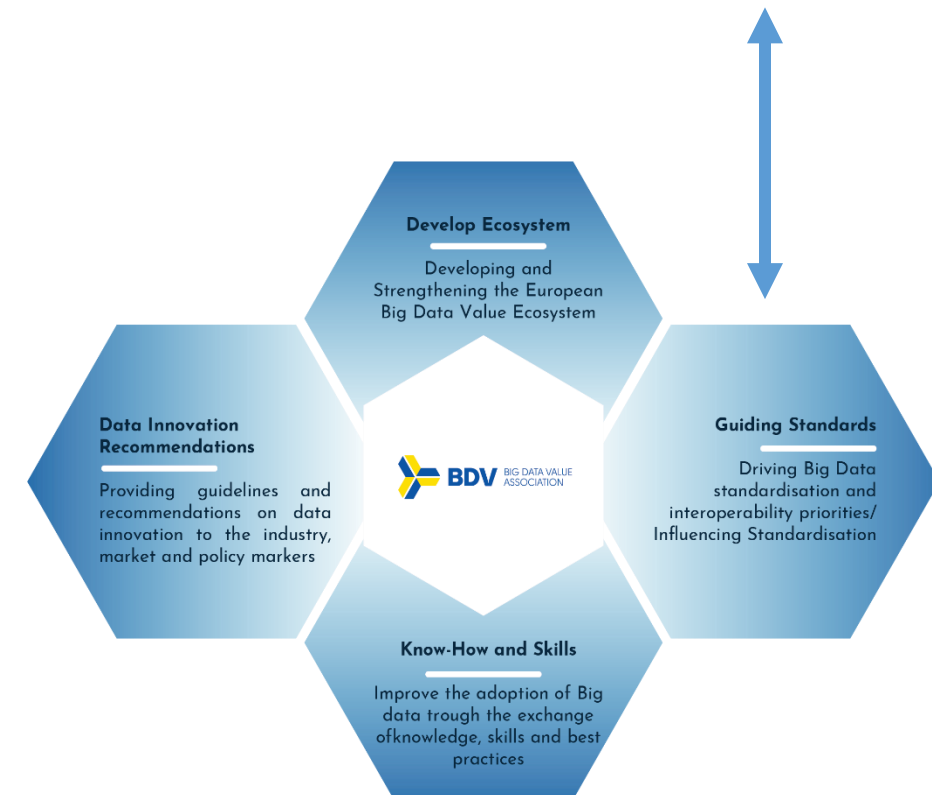 Develop Ecosystem
Developing and
Strengthening the European
Big Data Value Ecosystem
Data Innovation
Recommendations
Providing guidelines and
recommendations on data
innovation to the industry,
market and policy markers
BDV BIG DATA VALUE
ASSOCIATION
Guiding Standards
Driving Big Data
standardisation and
interoperability priorities/
Influencing Standardisation
Know-How and Skills
Improve the adoption of Big
data trough the exchange
ofknowledge, skills and best
practices